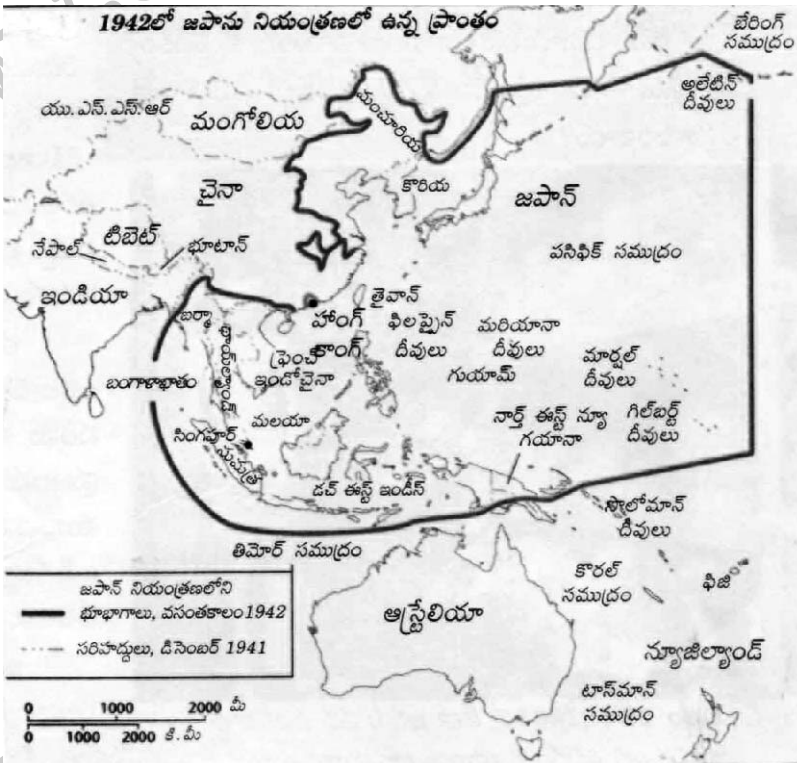 1942లో జపాను నియంత్రణలో ఉన్న ప్రాంతం
బేరింగ్
సముద్రం
అలేటిన్
దీవులు
యు.ఎస్.ఎస్.ఆర్
మంగోలియ
మంచూరియ
కొరియ
జపాన్
చైనా
టిబెట్
నేపాల్
భూటాన్
పసిఫిక్ సముద్రం
ఇండియా
బర్మా
తైవాన్
హాంగ్
కాంగ్
ఫిలప్పైన్
దీవులు
మరియానా
దీవులు
గుయామ్
మార్షల్
దీవులు
థాయ్‌లాండ్
ఫ్రెంచి
ఇండోచైనా
బంగాళాఖాతం
మలయా
సింగపూర్
సుమత్రా
నార్త్ ఈస్ట్ న్యూ
గయానా
గిల్‌బర్ట్
దీవులు
డచ్ ఈస్ట్ ఇండీస్
సొలోమాన్
దీవులు
తిమోర్ సముద్రం
కొరల్
సముద్రం
ఫిజి
ఆస్ట్రేలియా
న్యూజిల్యాండ్
టాస్‌మాన్
సముద్రం
జపాన్ నియంత్రణలోని
భూభాగాలు, వసంతకాలం1942
సరిహద్దులు, డిసెంబర్ 1941
0 1000 2000 మీ
0 1000 2000 కి.మీ